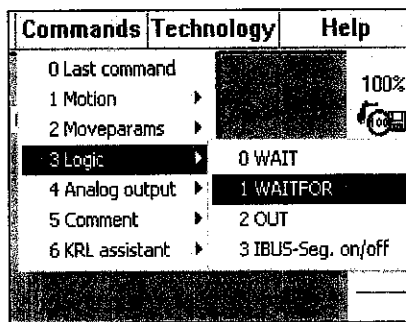 Commands Technology Help
0 Last command
100%
1 Motion
2 Moveparams
3 Logic 0 WAIT
4 Analog output 1 WAITFOR
5 Comment 2 OUT
6 KRL assistant 3 IBUS-Seg. on/off